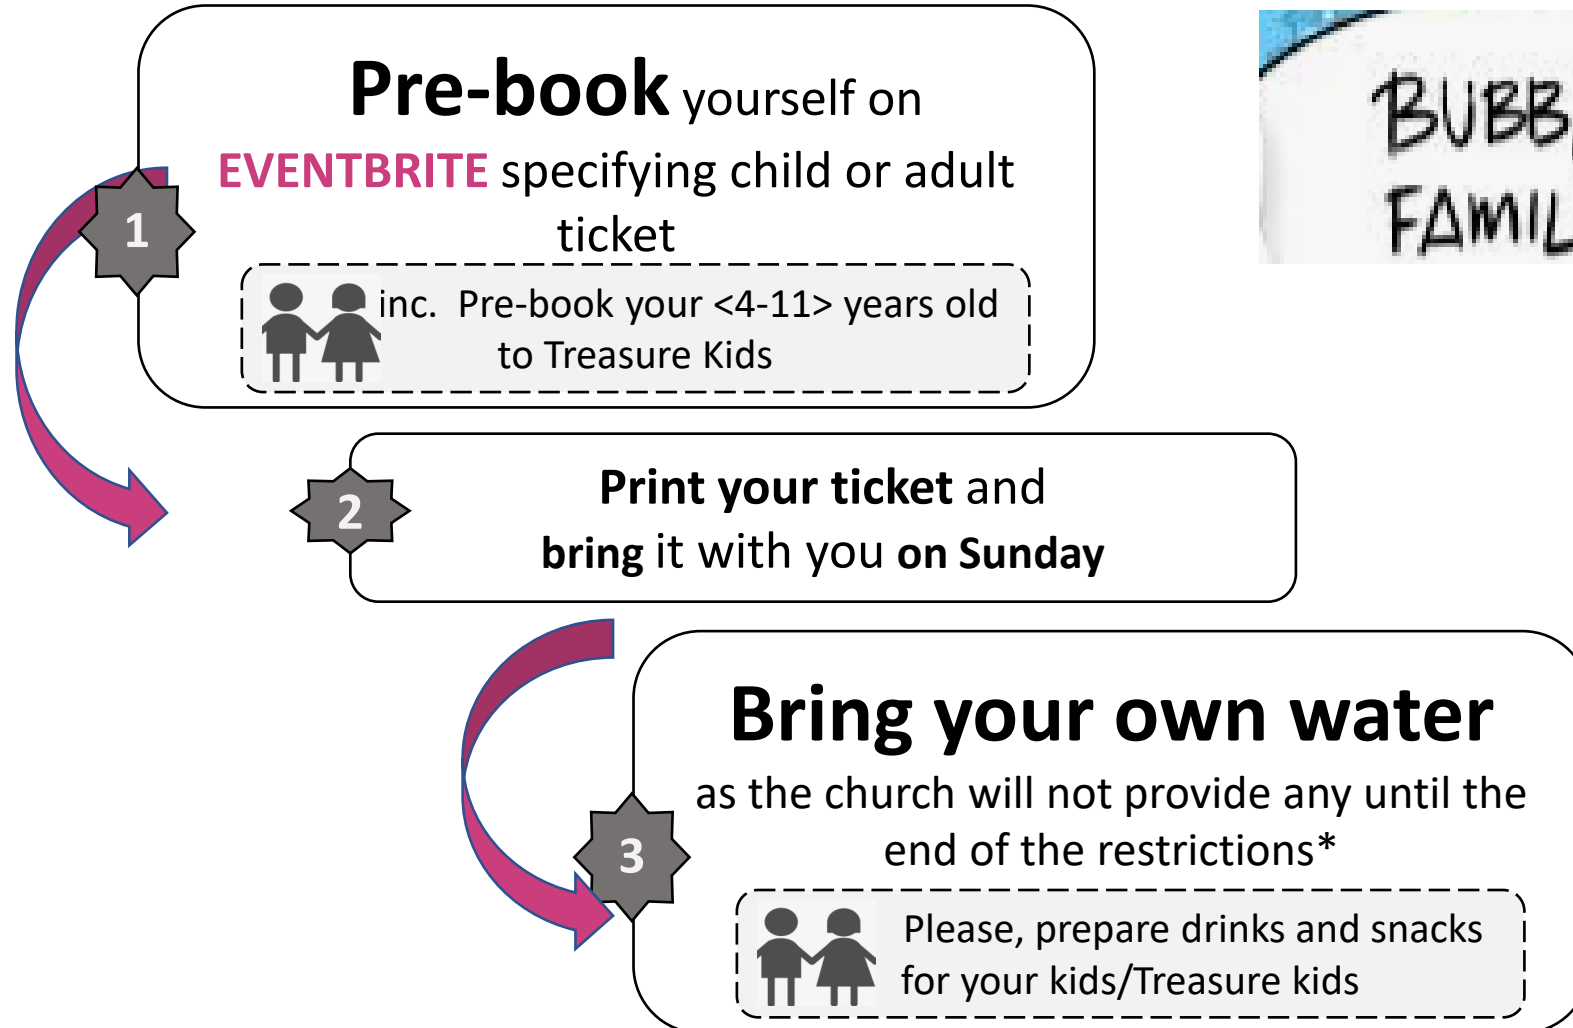 Pre-book yourself on
EVENTBRITE specifying child or adult
ticket
1
inc. Pre-book your <4-11> years old
to Treasure Kids
2
Print your ticket and
bring it with you on Sunday
Bring your own water
as the church will not provide any until the
end of the restrictions*
3
Please, prepare drinks and snacks
for your kids/Treasure kids